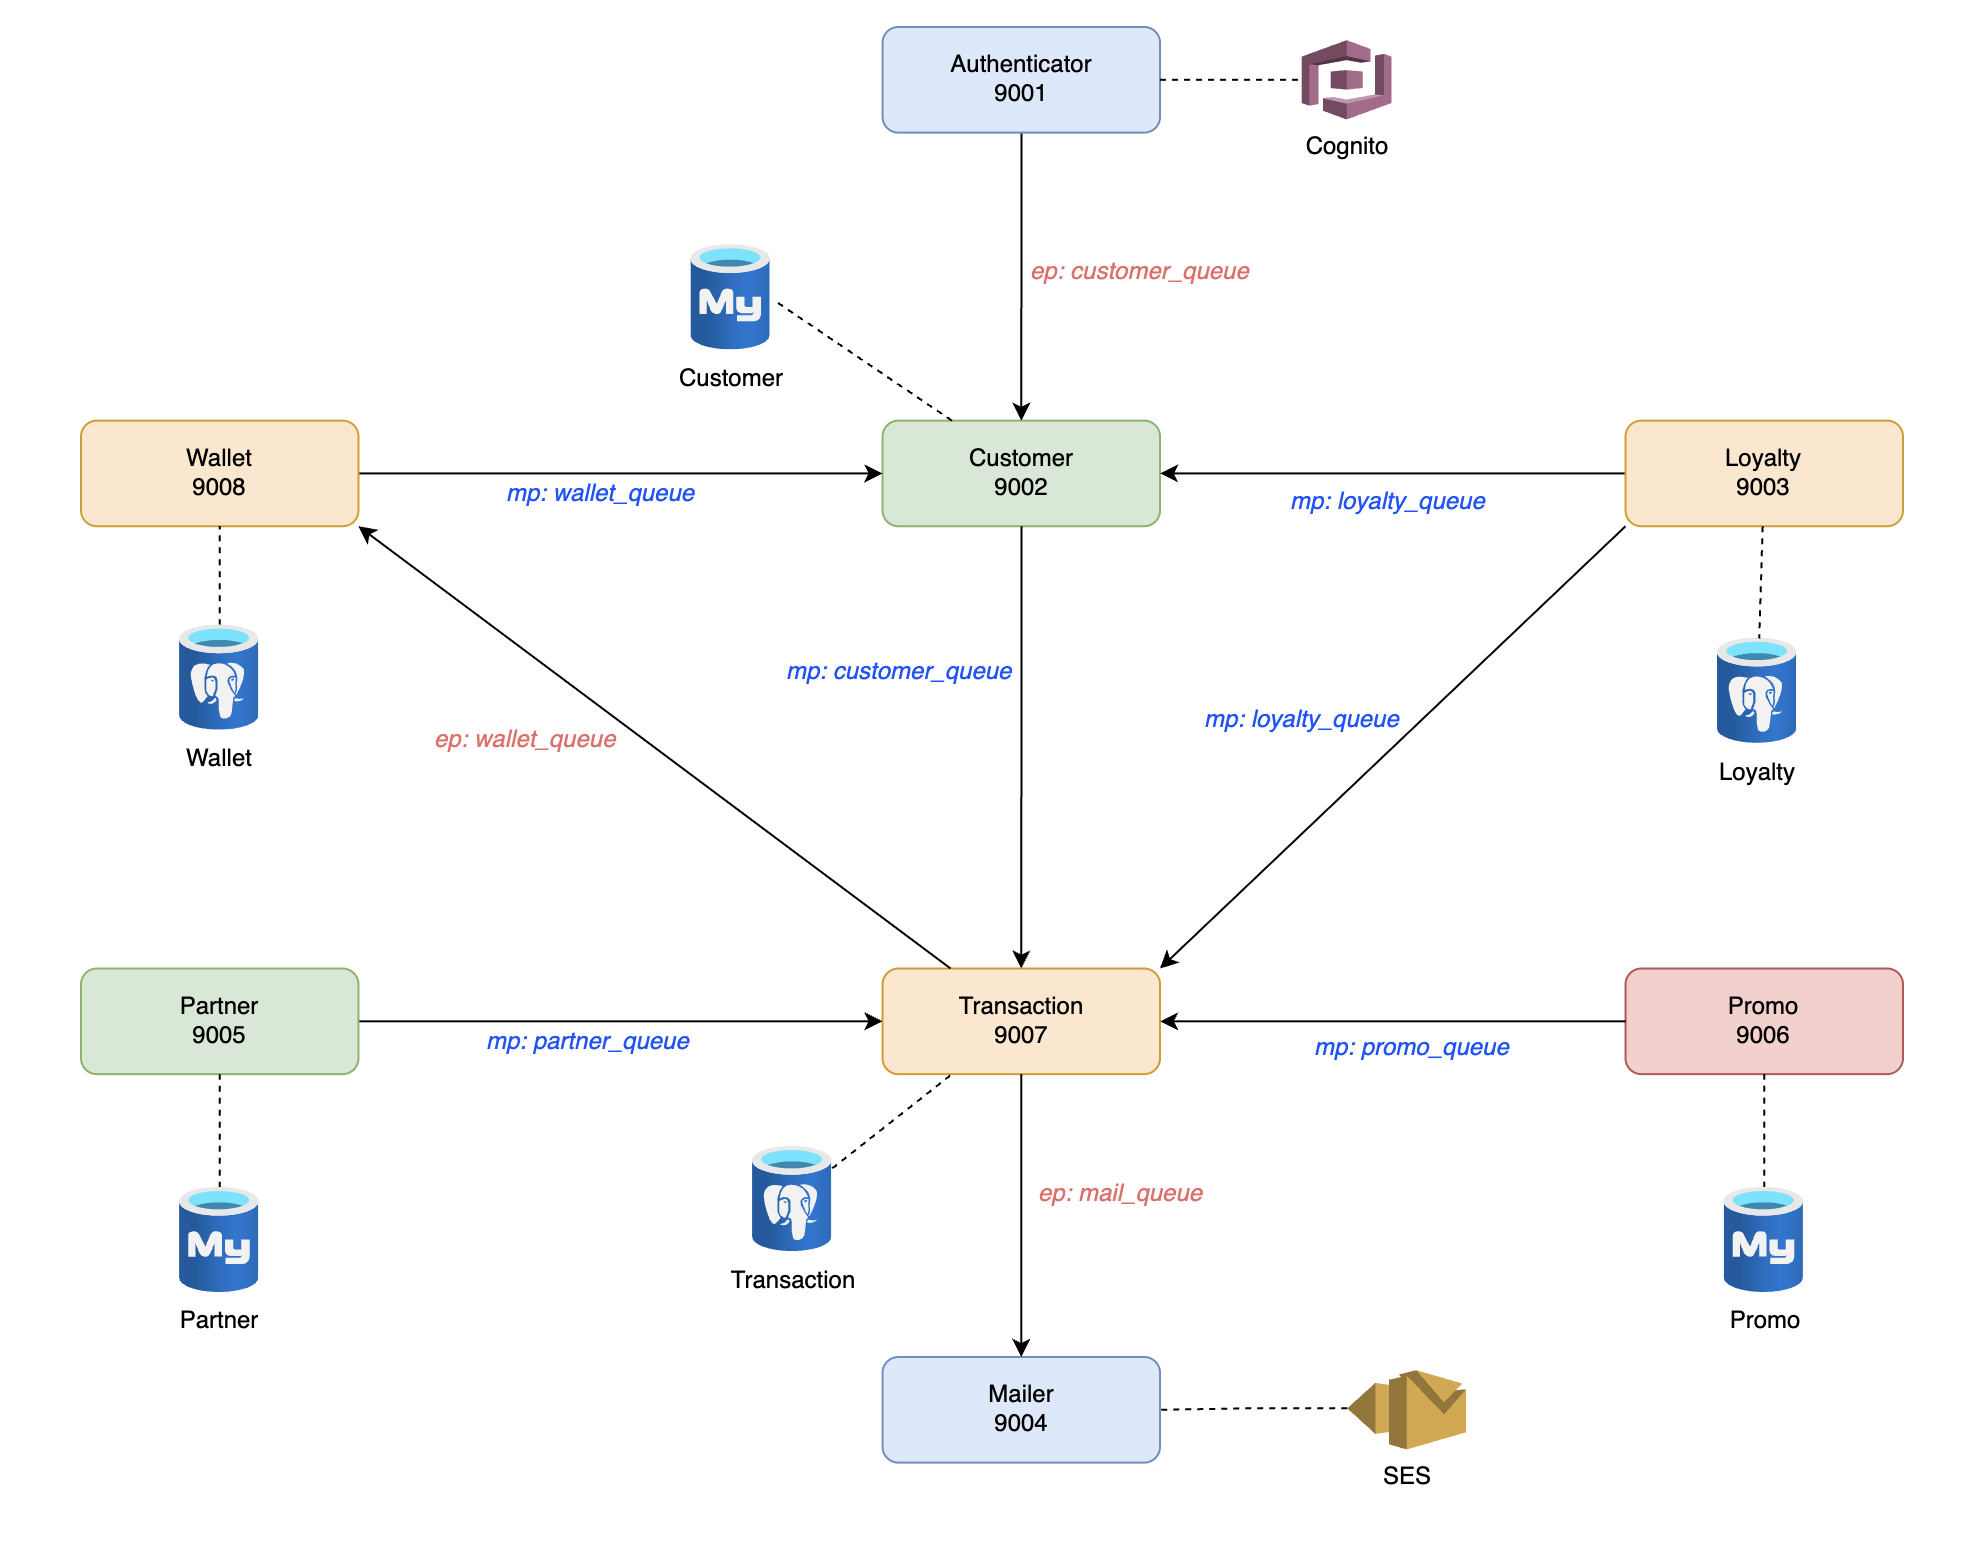 Authenticator
9001
Cognito
ep: customer_queue
My
Customer
Wallet
9008
mp: wallet_queue
Customer
9002
mp: loyalty_queue
Loyalty
9003
mp: customer_queue
mp: loyalty_queue
ep: wallet_queue
Wallet
Loyalty
Partner
9005
mp: partner_queue
Transaction
9007
mp: promo_queue
Promo
9006
ep: mail_queue
My
Partner
Transaction
My
Promo
Mailer
9004
SES